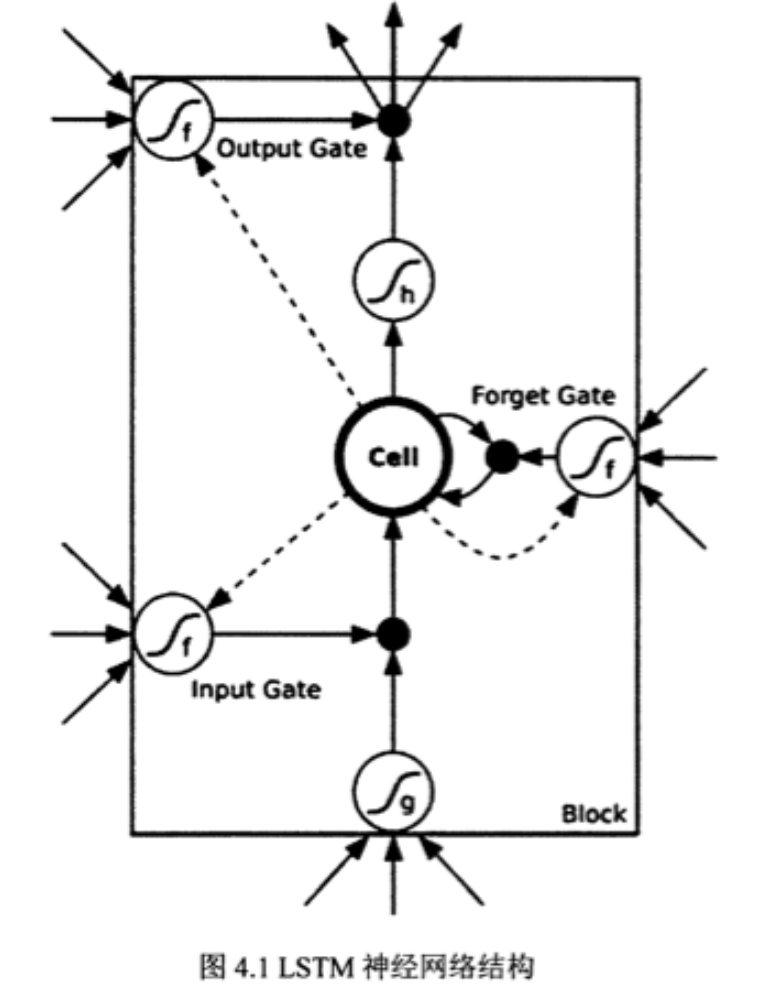 f
Output Gate
h
Forget Gate
Cell
f
f
Input Gate
g
Block
图 4.1 LSTM 神经网络结构